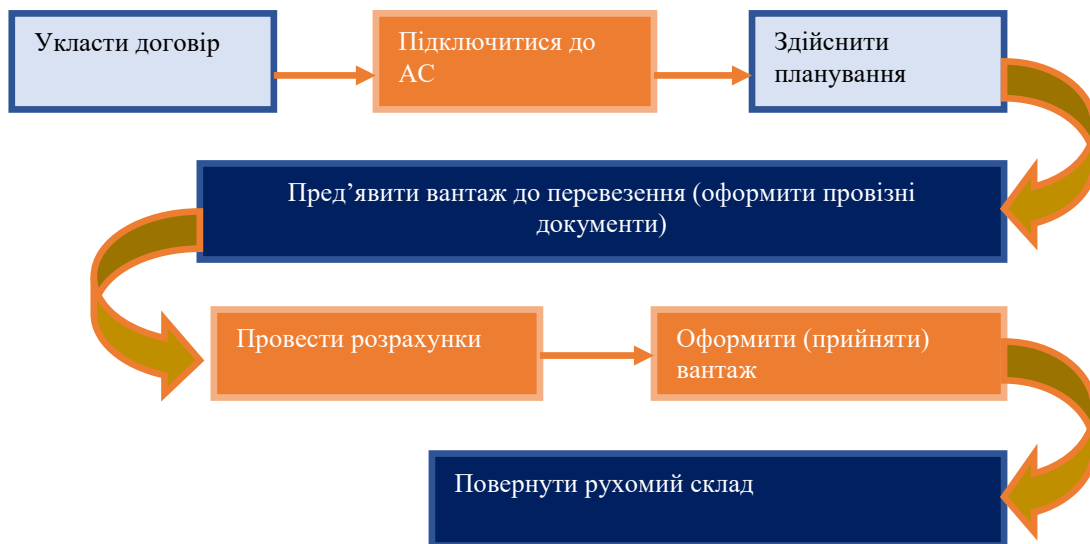 Укласти договір
Підключитися до
АС
Здійснити
планування
Пред’явити вантаж до перевезення (оформити провізні
документи)
Провести розрахунки
Оформити (прийняти)
вантаж
Повернути рухомий склад